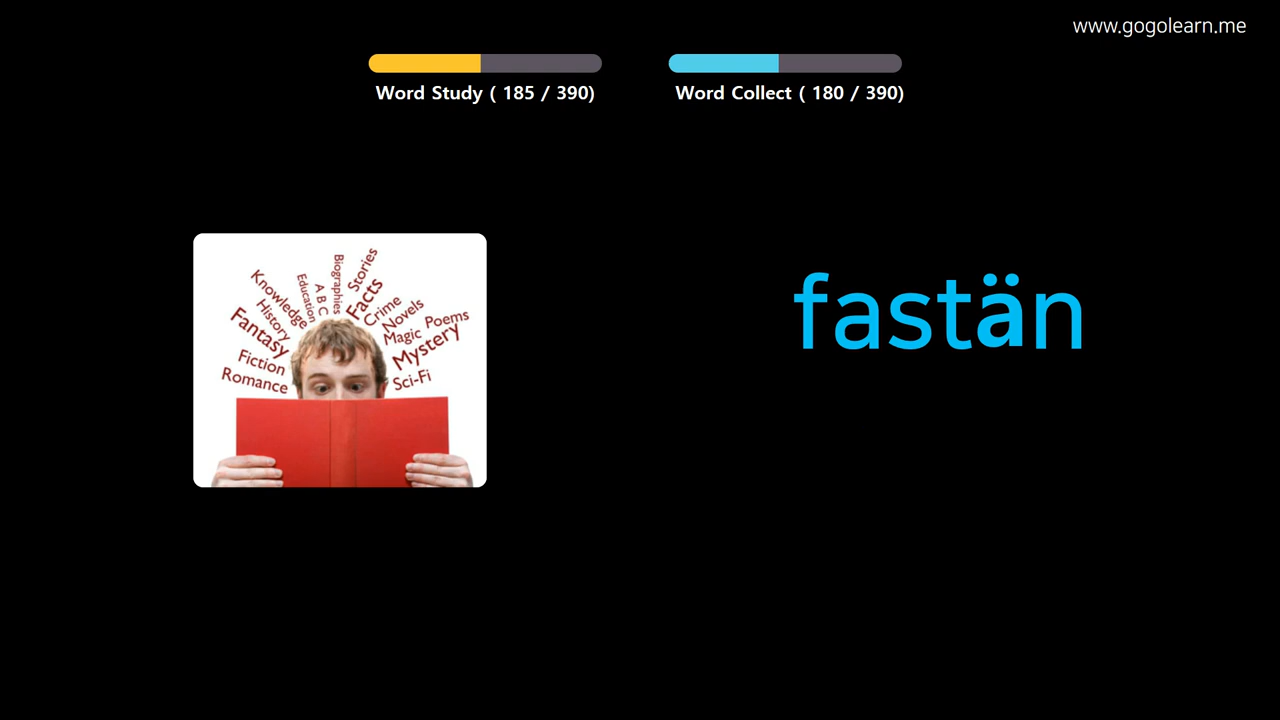 www.gogolearn.me
Word Study ( 185 / 390)
Word Collect ( 180 / 390)
Knowledge
History
Fantasy
Fiction
Romance
Education
A B C
Biographies
Stories
Facts
Crime
Novels
Magic
Poems
Mystery
Sci-Fi
fastän